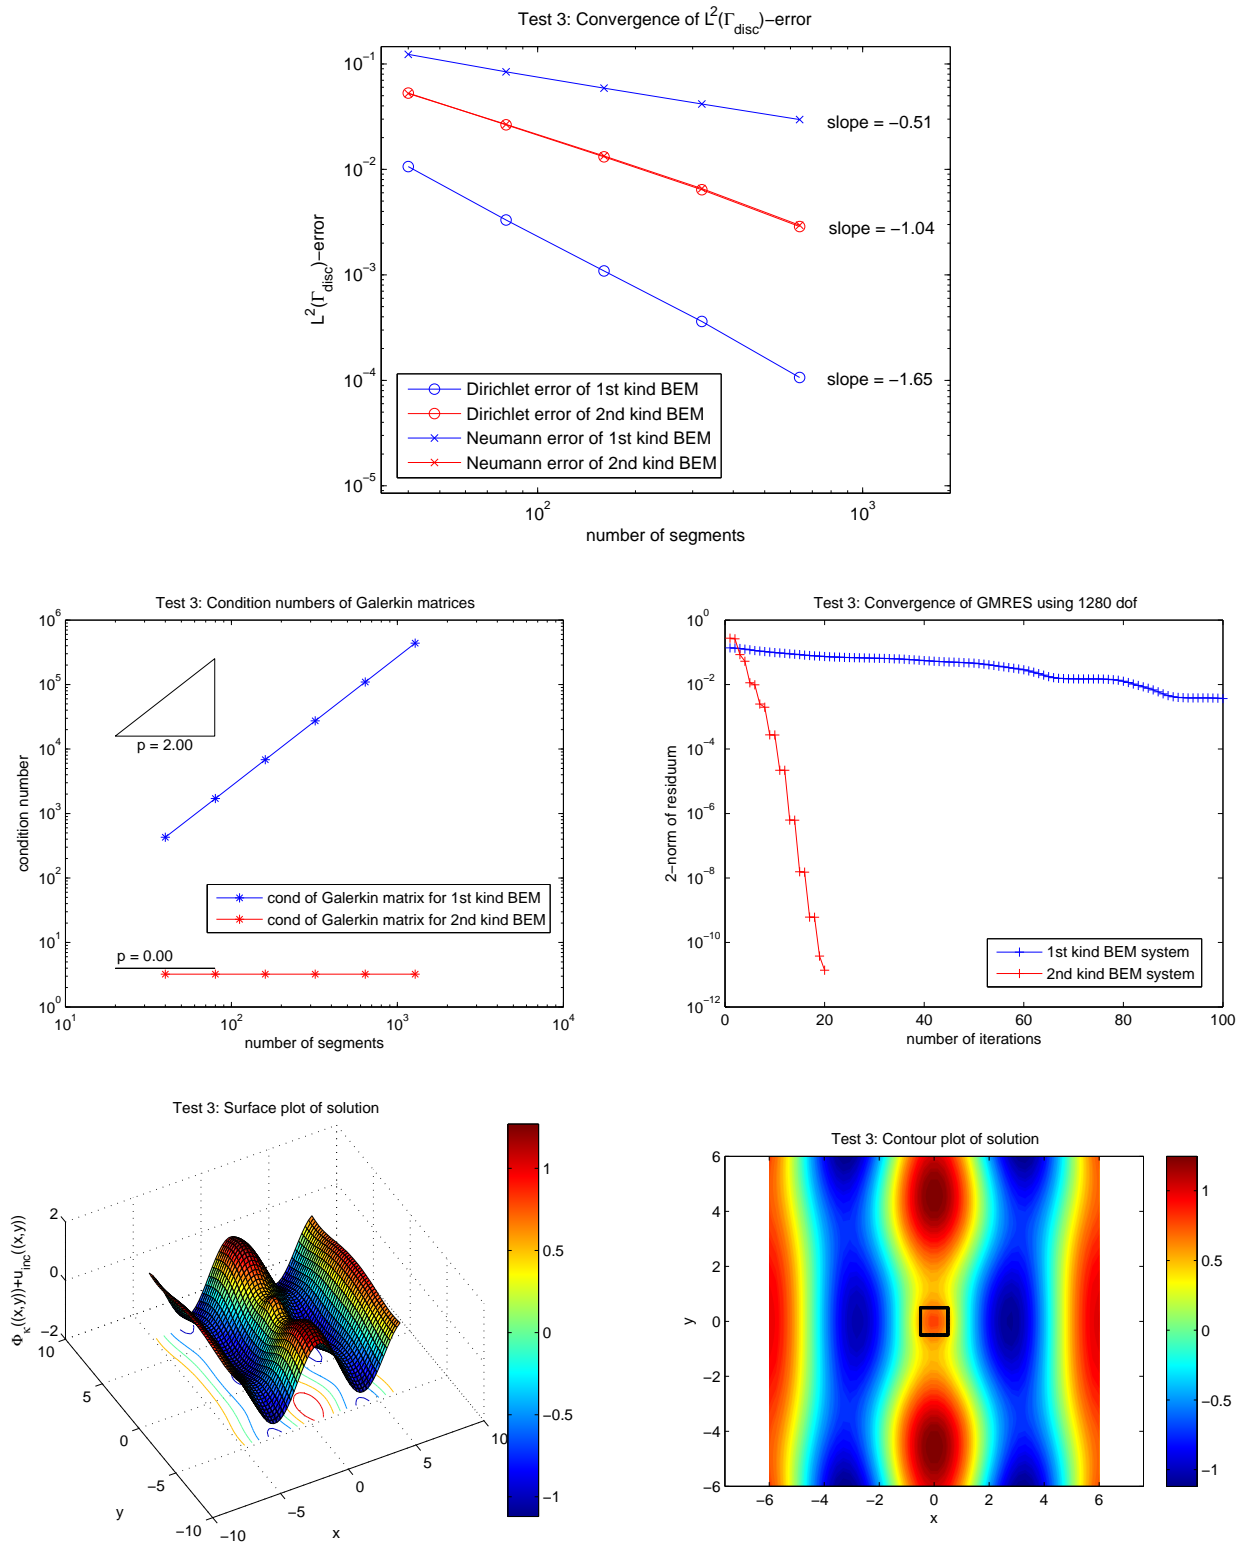 Test 3: Convergence of L²(Γ_disc)−error
10⁻¹
10⁻²
10⁻³
10⁻⁴
10⁻⁵
L²(Γ_disc)−error
slope = −0.51
slope = −1.04
slope = −1.65
Dirichlet error of 1st kind BEM
Dirichlet error of 2nd kind BEM
Neumann error of 1st kind BEM
Neumann error of 2nd kind BEM
10²
10³
number of segments
Test 3: Condition numbers of Galerkin matrices
10⁶
10⁵
10⁴
10³
10²
10¹
10⁰
condition number
p = 2.00
cond of Galerkin matrix for 1st kind BEM
cond of Galerkin matrix for 2nd kind BEM
p = 0.00
10¹
10²
10³
10⁴
number of segments
Test 3: Convergence of GMRES using 1280 dof
10⁰
10⁻²
10⁻⁴
10⁻⁶
10⁻⁸
10⁻¹⁰
10⁻¹²
2−norm of residuum
1st kind BEM system
2nd kind BEM system
0
20
40
60
80
100
number of iterations
Test 3: Surface plot of solution
Φ_κ((x,y))+u_inc((x,y))
2
0
−2
10
5
0
−5
−10
y
−10
−5
0
5
10
x
1
0.5
0
−0.5
−1
Test 3: Contour plot of solution
6
4
2
0
−2
−4
−6
y
−6
−4
−2
0
2
4
6
x
1
0.5
0
−0.5
−1